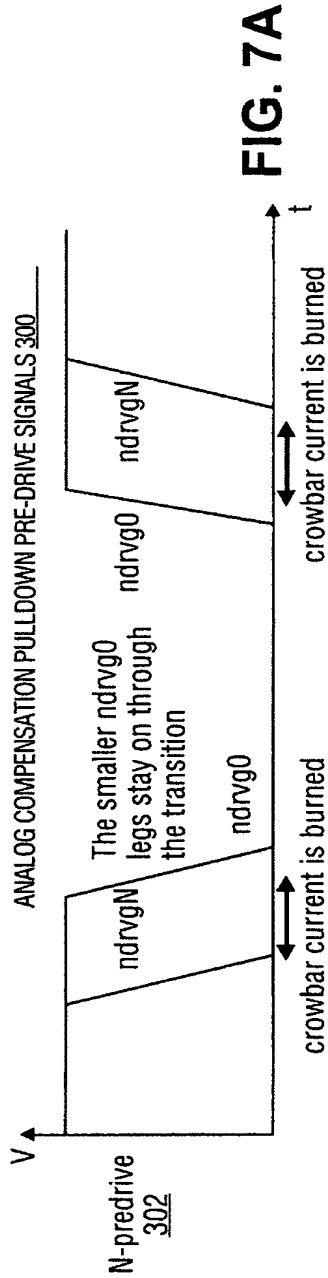 ANALOG COMPENSATION PULLDOWN PRE-DRIVE SIGNALS 300
V
N-predrive
302
ndrvgN
The smaller ndrvg0
legs stay on through
the transition
ndrvg0
ndrvg0
ndrvgN
t
crowbar current is burned
crowbar current is burned
FIG. 7A